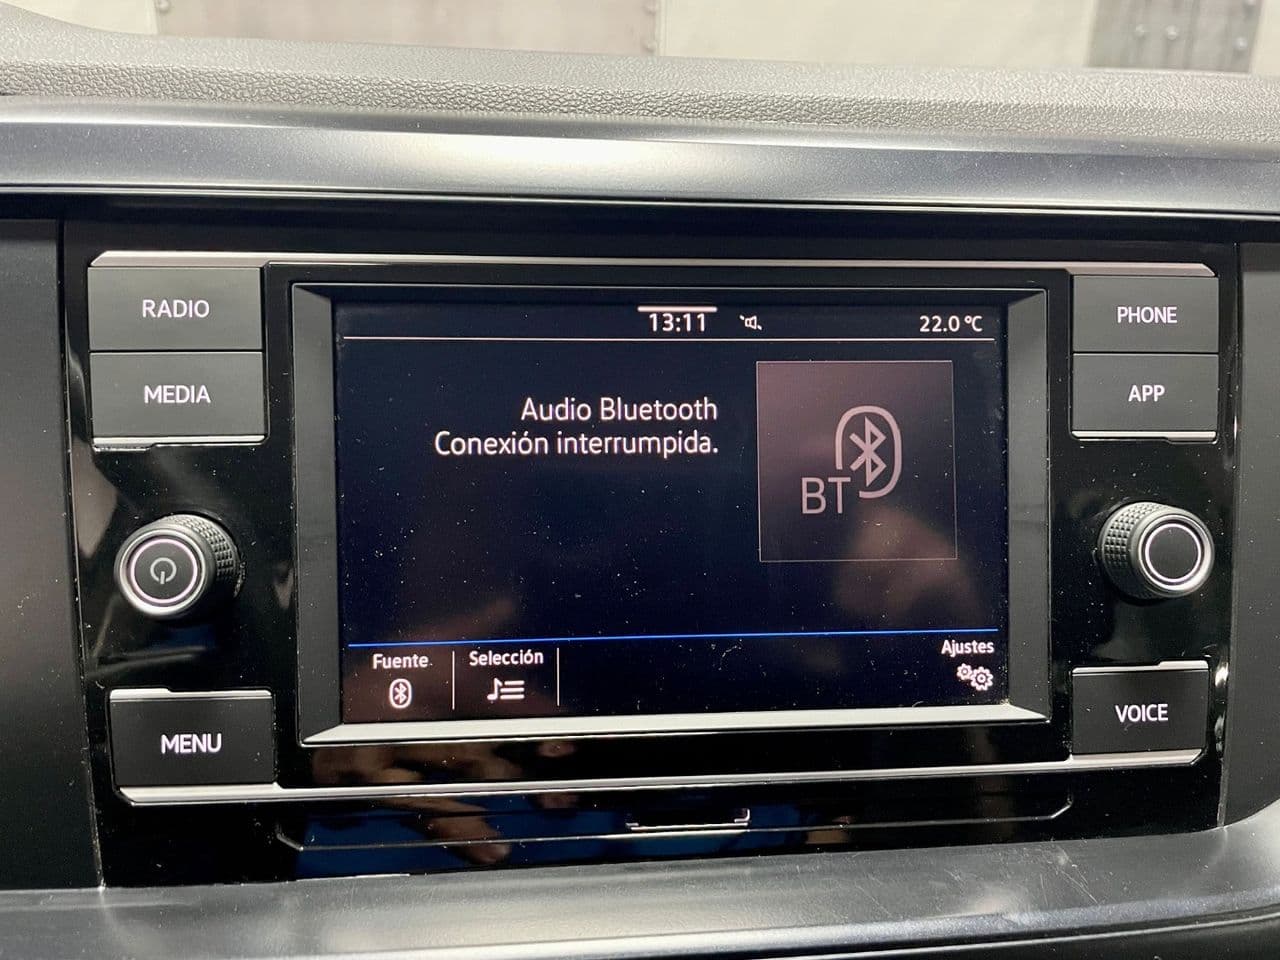 RADIO
MEDIA
MENU
13:11
22.0 °C
Audio Bluetooth
Conexión interrumpida.
BT
Fuente
Selección
Ajustes
PHONE
APP
VOICE